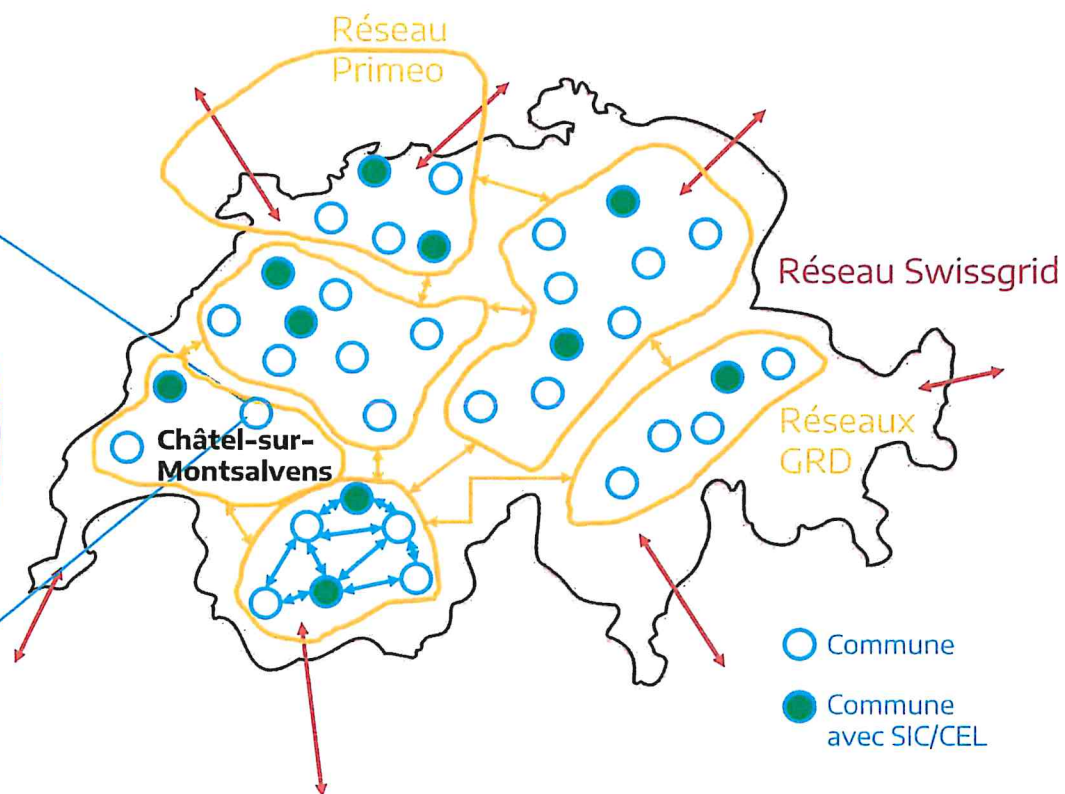 Réseau
Primeo
Réseau Swissgrid
Réseaux
GRD
Châtel-sur-
Montsalvens
Commune
Commune
avec SIC/CEL